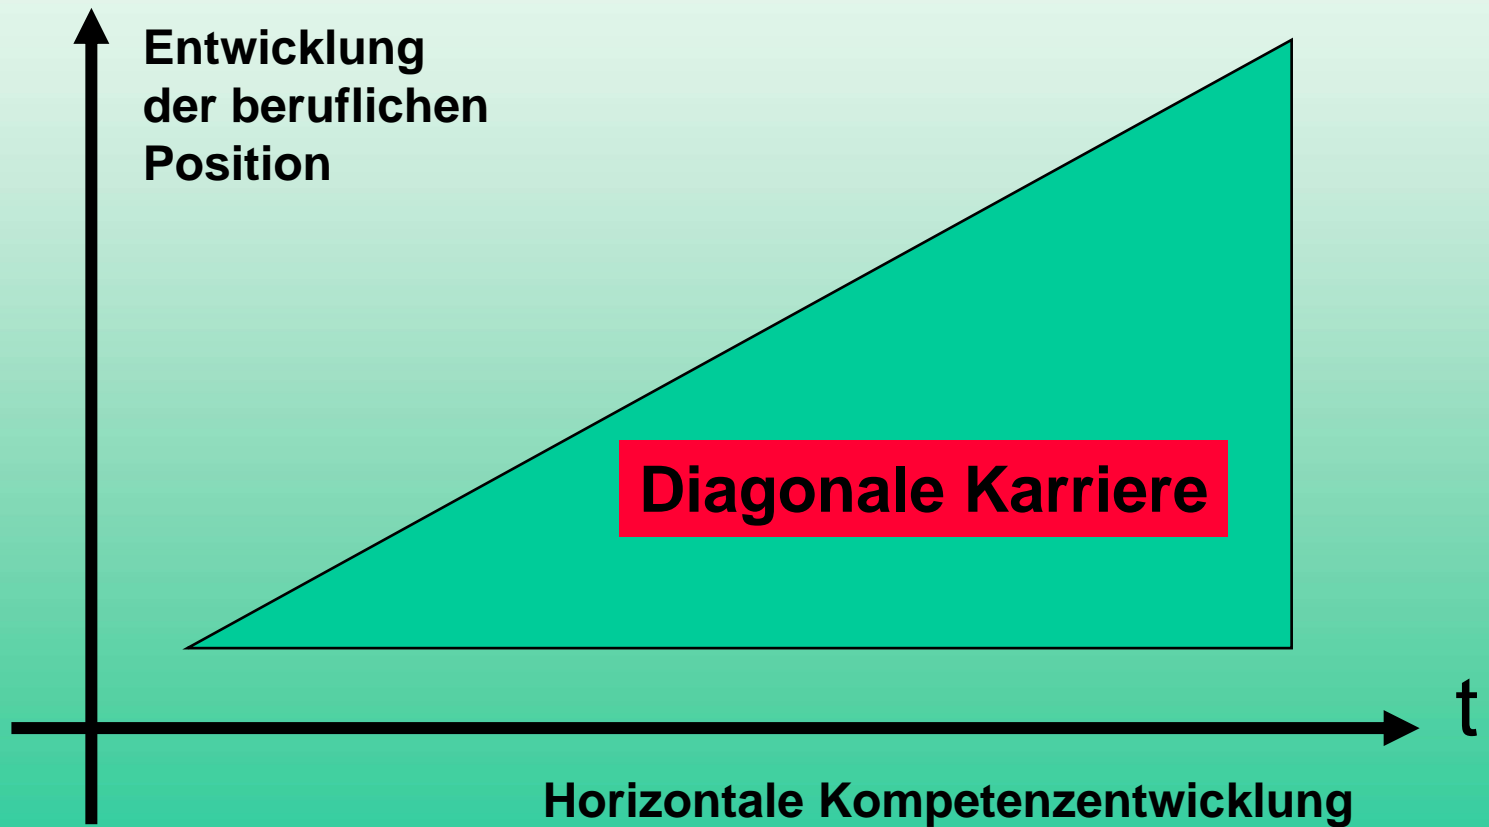 Entwicklung
der beruflichen
Position
Diagonale Karriere
t
Horizontale Kompetenzentwicklung